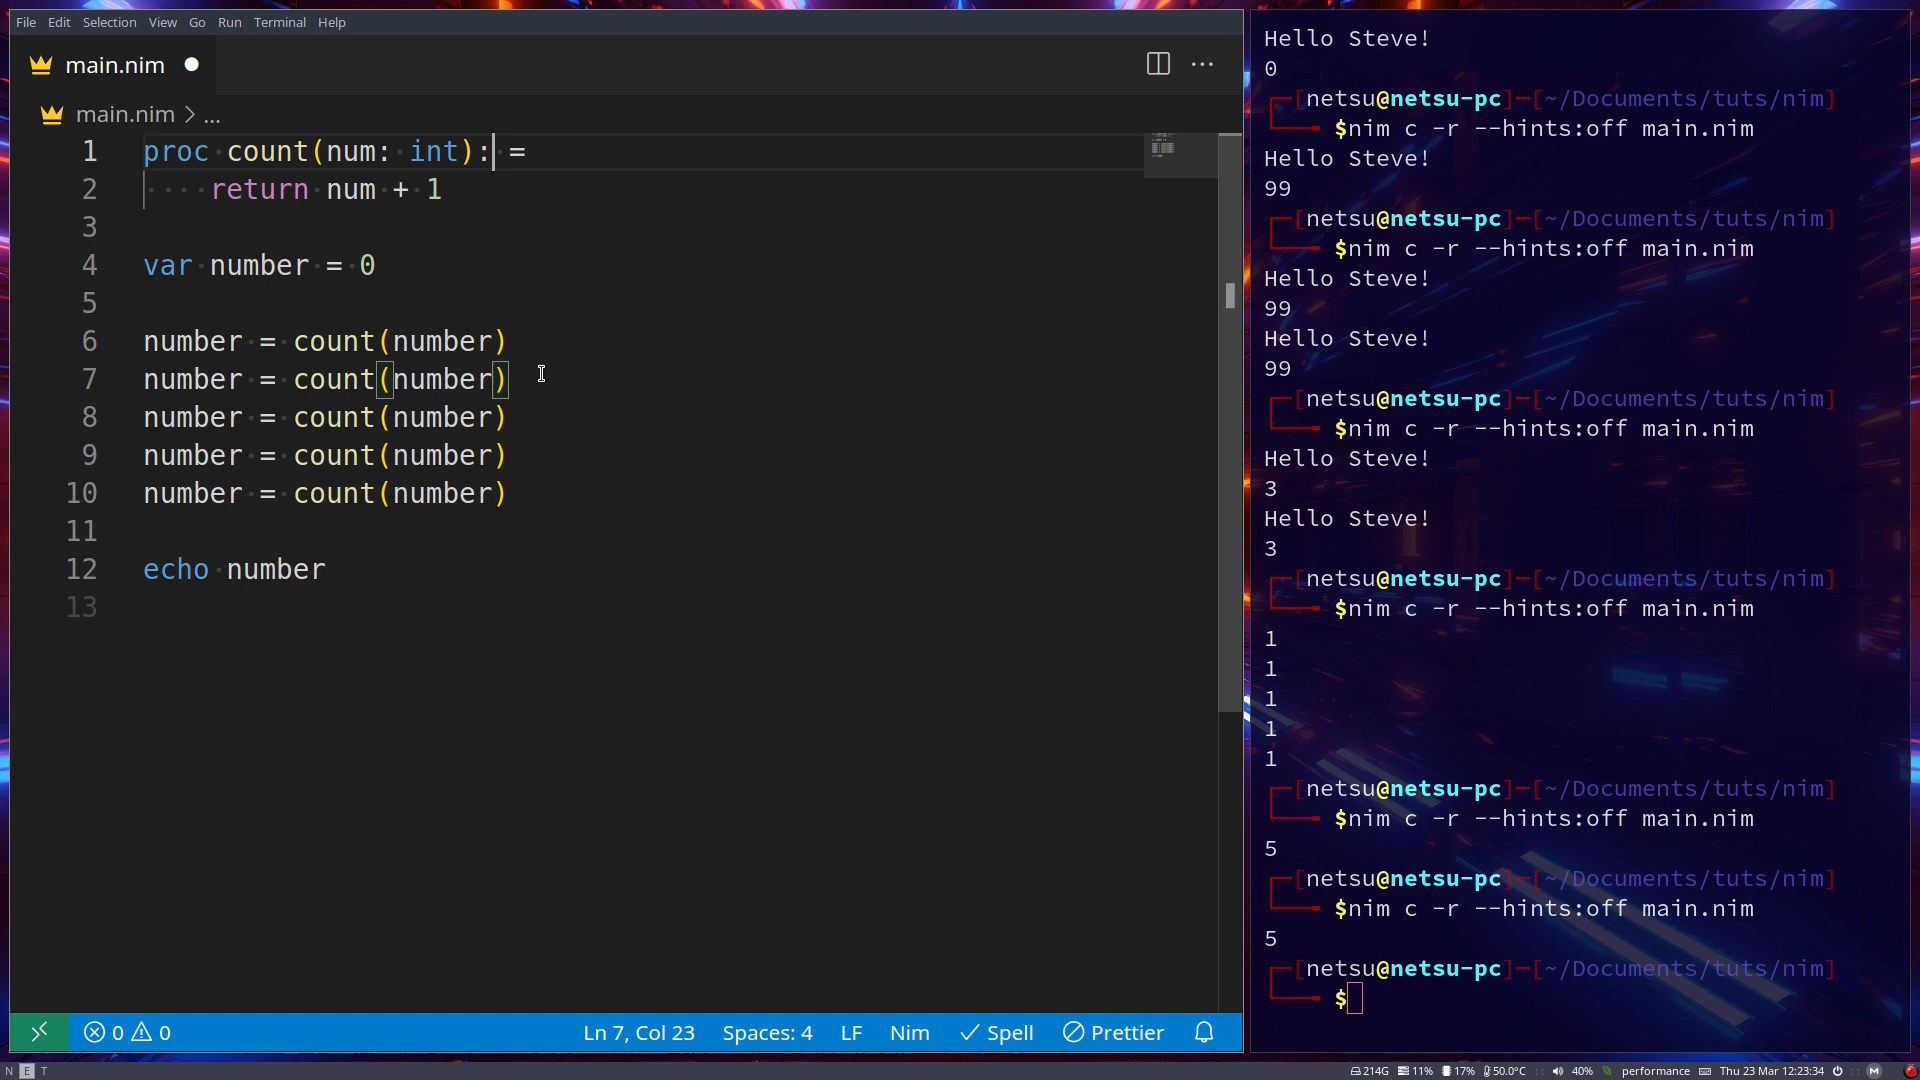 File Edit Selection View Go Run Terminal Help
main.nim
main.nim > ...
1 proc count(num: int): =
2 return num + 1
3
4 var number = 0
5
6 number = count(number)
7 number = count(number)
8 number = count(number)
9 number = count(number)
10 number = count(number)
11
12 echo number
13
0 0 Ln 7, Col 23 Spaces: 4 LF Nim Spell Prettier
Hello Steve!
0
[netsu@netsu-pc]-[~/Documents/tuts/nim]
$nim c -r --hints:off main.nim
Hello Steve!
99
[netsu@netsu-pc]-[~/Documents/tuts/nim]
$nim c -r --hints:off main.nim
Hello Steve!
99
Hello Steve!
99
[netsu@netsu-pc]-[~/Documents/tuts/nim]
$nim c -r --hints:off main.nim
Hello Steve!
3
Hello Steve!
3
[netsu@netsu-pc]-[~/Documents/tuts/nim]
$nim c -r --hints:off main.nim
1
1
1
1
1
[netsu@netsu-pc]-[~/Documents/tuts/nim]
$nim c -r --hints:off main.nim
5
[netsu@netsu-pc]-[~/Documents/tuts/nim]
$nim c -r --hints:off main.nim
5
[netsu@netsu-pc]-[~/Documents/tuts/nim]
$
N E T 214G 11% 17% 50.0°C 40% performance Thu 23 Mar 12:23:34 M